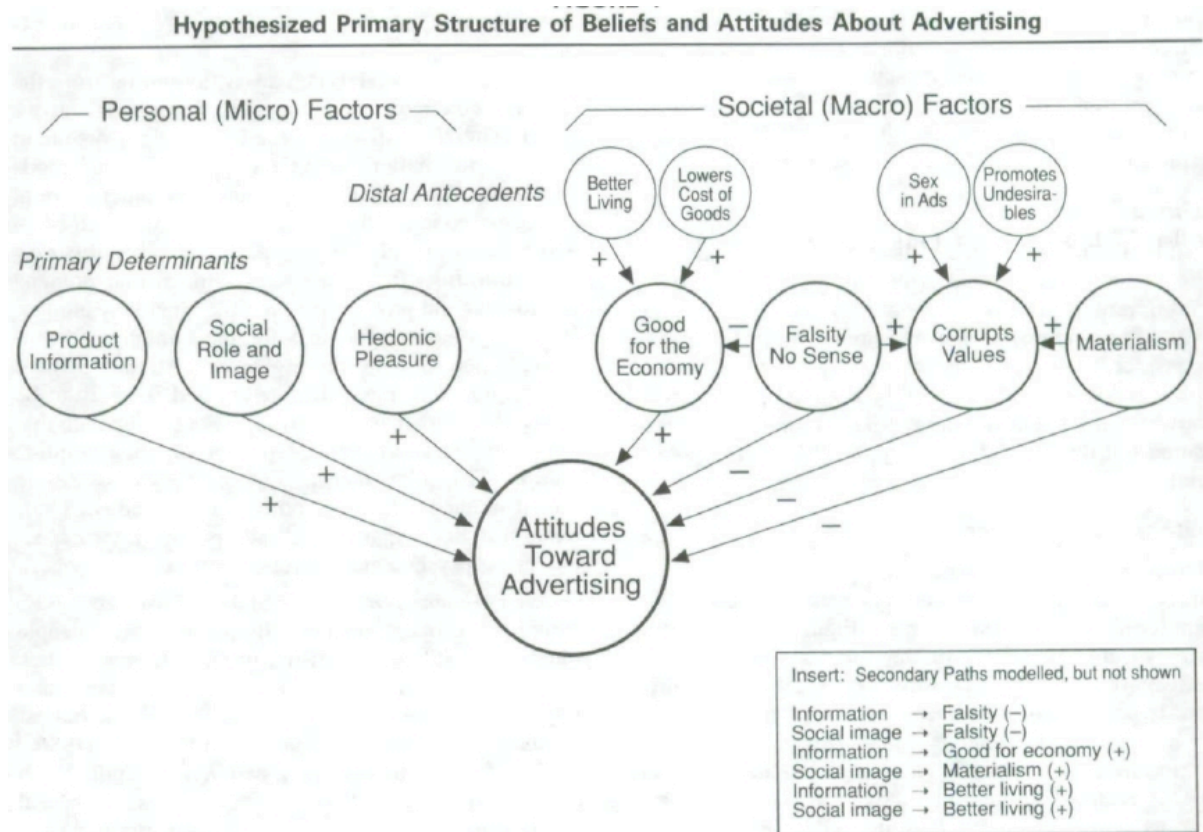 Hypothesized Primary Structure of Beliefs and Attitudes About Advertising
Personal (Micro) Factors
Societal (Macro) Factors
Distal Antecedents
Better
Living
Lowers
Cost of
Goods
Sex
in Ads
Promotes
Undesira-
bles
+
+
+
+
Primary Determinants
Product
Information
Social
Role and
Image
Hedonic
Pleasure
Good
for the
Economy
–
Falsity
No Sense
+
Corrupts
Values
+
Materialism
+
+
+
+
–
–
–
Attitudes
Toward
Advertising
Insert: Secondary Paths modelled, but not shown
Information → Falsity (–)
Social image → Falsity (–)
Information → Good for economy (+)
Social image → Materialism (+)
Information → Better living (+)
Social image → Better living (+)